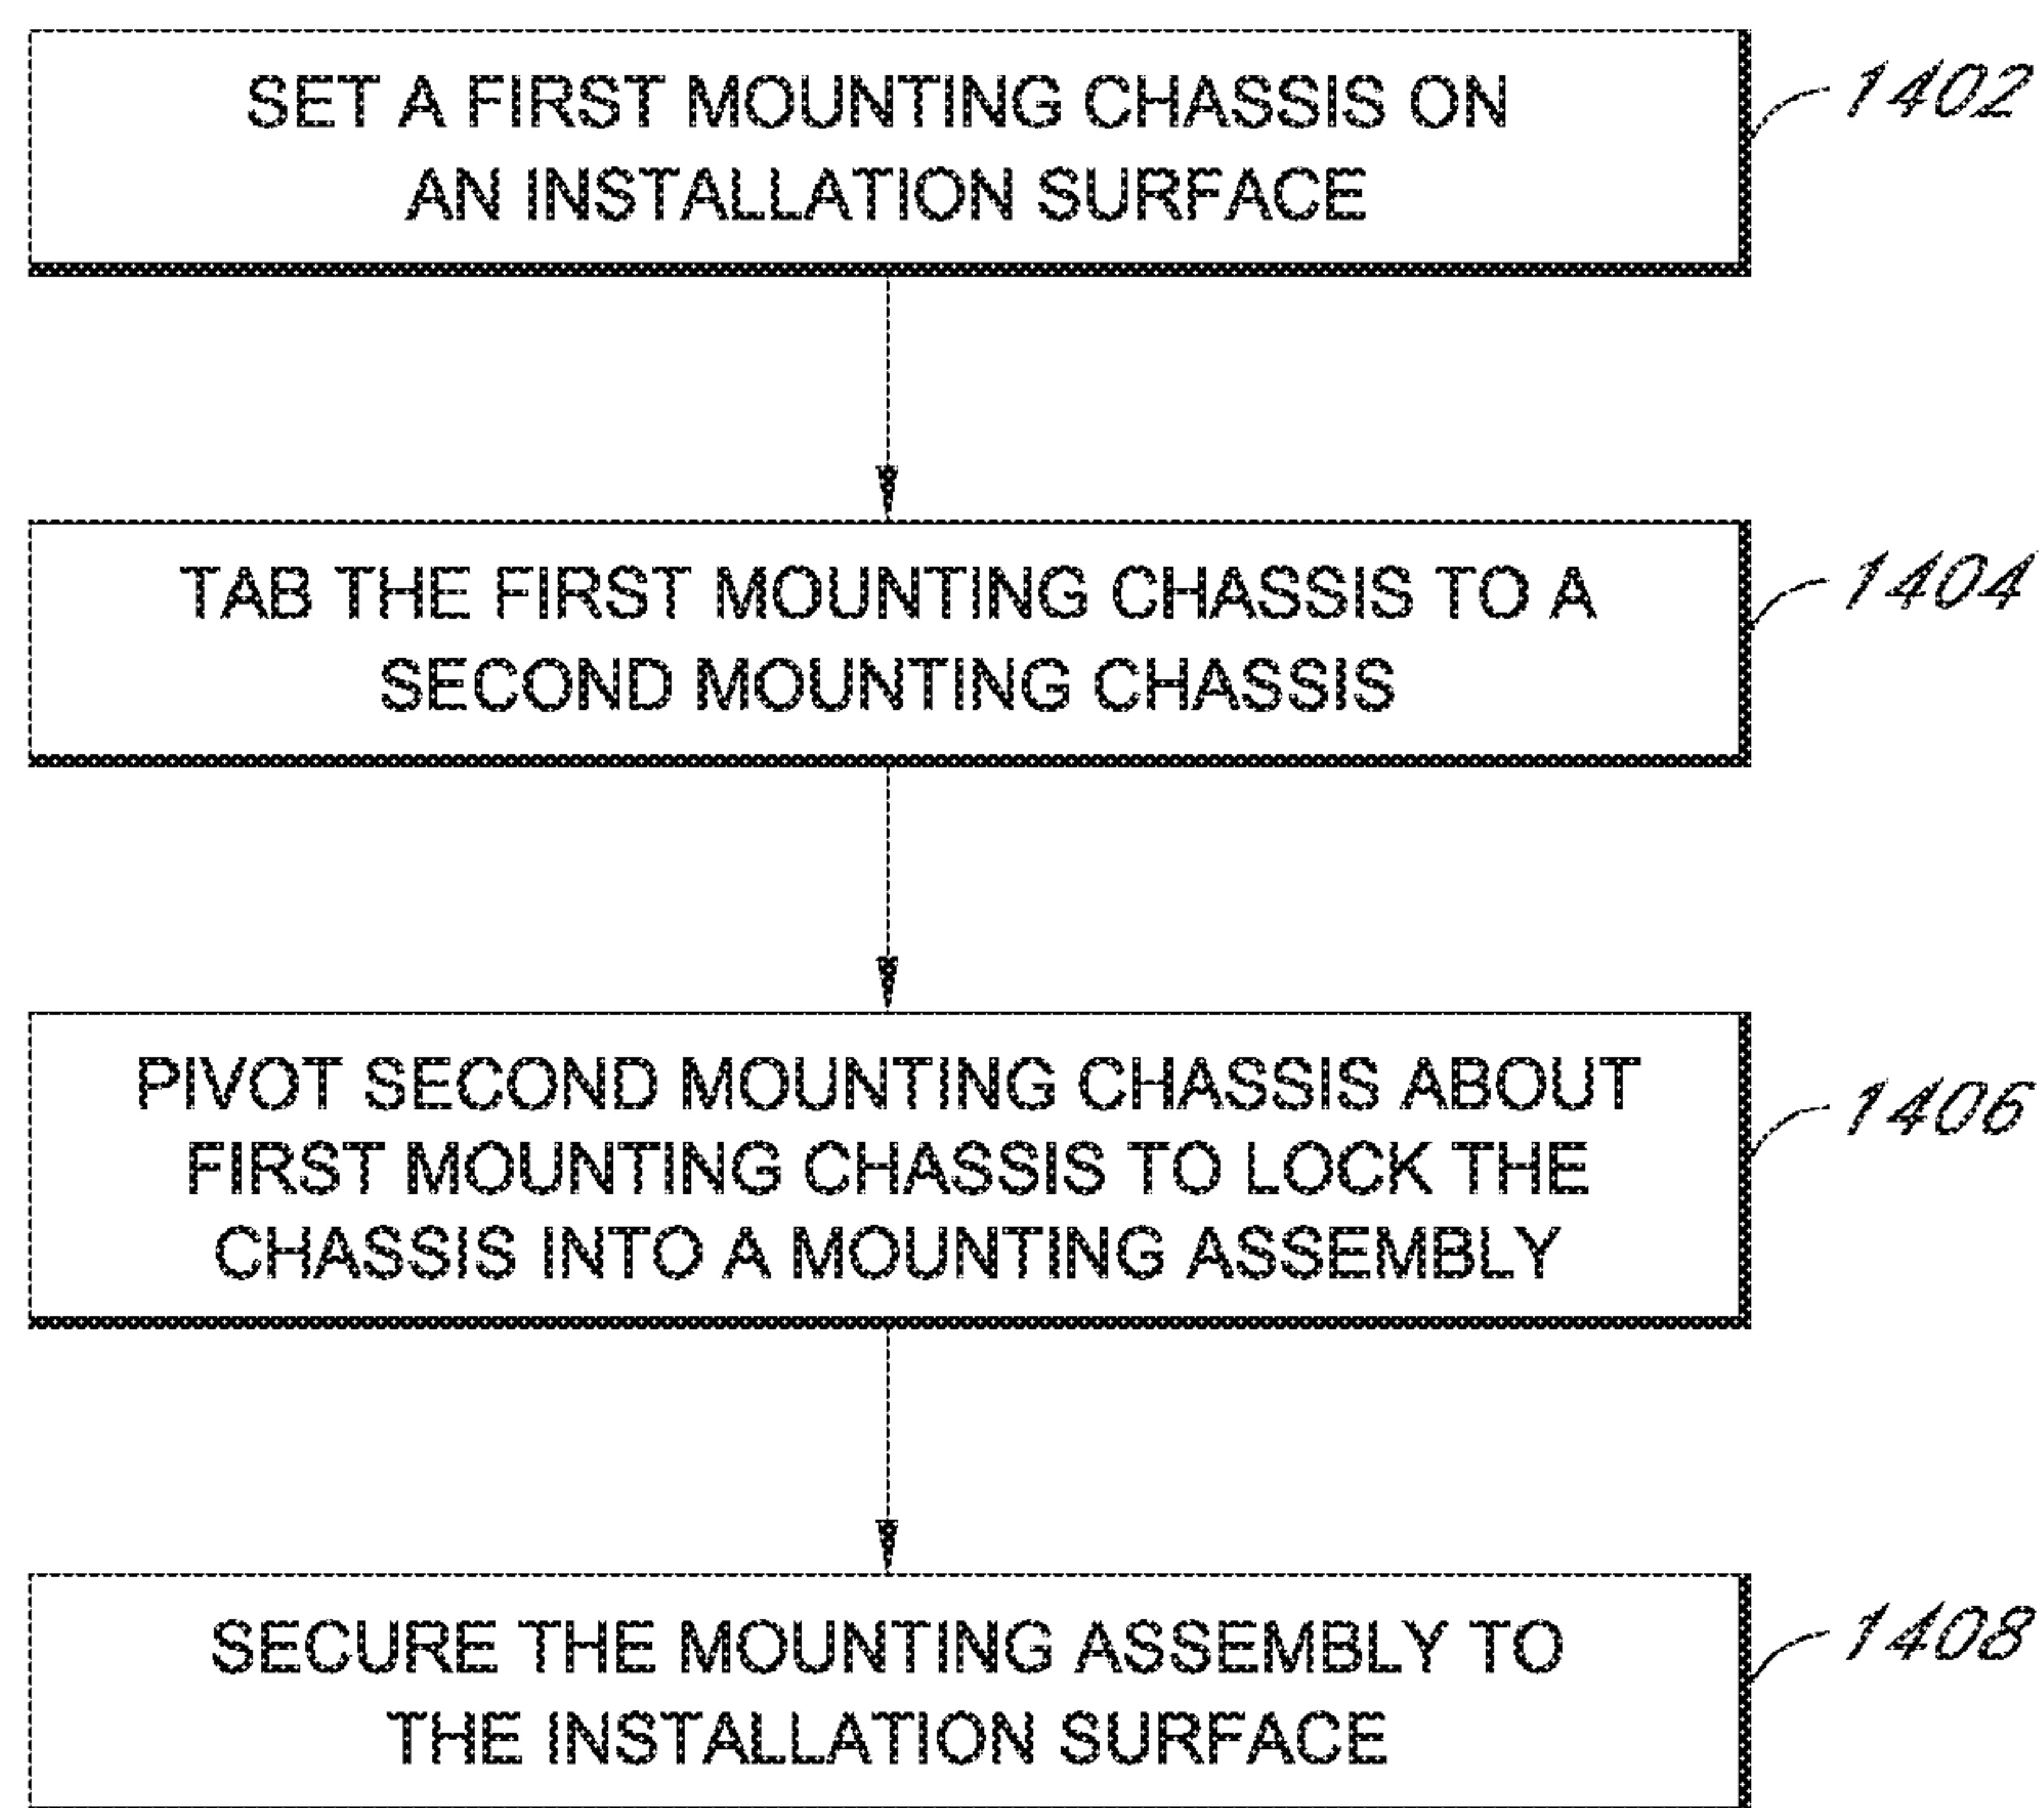 SET A FIRST MOUNTING CHASSIS ON
AN INSTALLATION SURFACE
1402
TAB THE FIRST MOUNTING CHASSIS TO A
SECOND MOUNTING CHASSIS
1404
PIVOT SECOND MOUNTING CHASSIS ABOUT
FIRST MOUNTING CHASSIS TO LOCK THE
CHASSIS INTO A MOUNTING ASSEMBLY
1406
SECURE THE MOUNTING ASSEMBLY TO
THE INSTALLATION SURFACE
1408